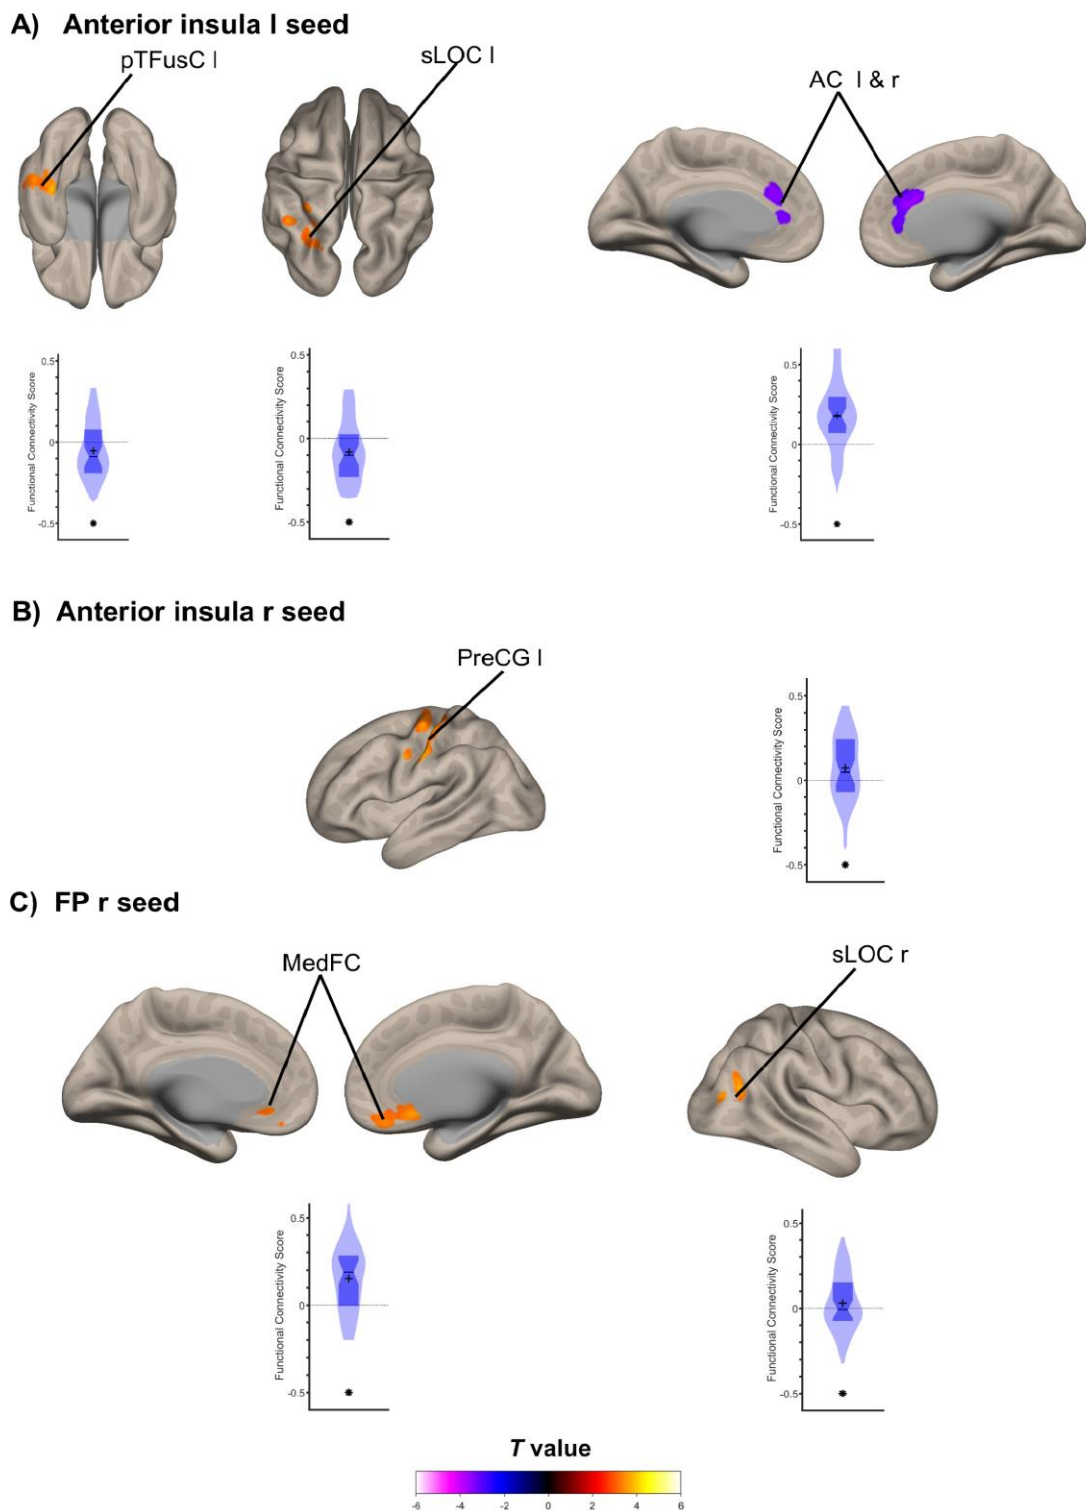 A) Anterior insula l seed
pTFusC l
sLOC l
AC l & r
0.5
0
-0.5
Functional Connectivity Score
0.5
0
-0.5
Functional Connectivity Score
0.5
0
-0.5
Functional Connectivity Score
B) Anterior insula r seed
PreCG l
0.5
0
-0.5
Functional Connectivity Score
C) FP r seed
MedFC
sLOC r
0.5
0
-0.5
Functional Connectivity Score
0.5
0
-0.5
Functional Connectivity Score
T value
-6 -4 -2 0 2 4 6